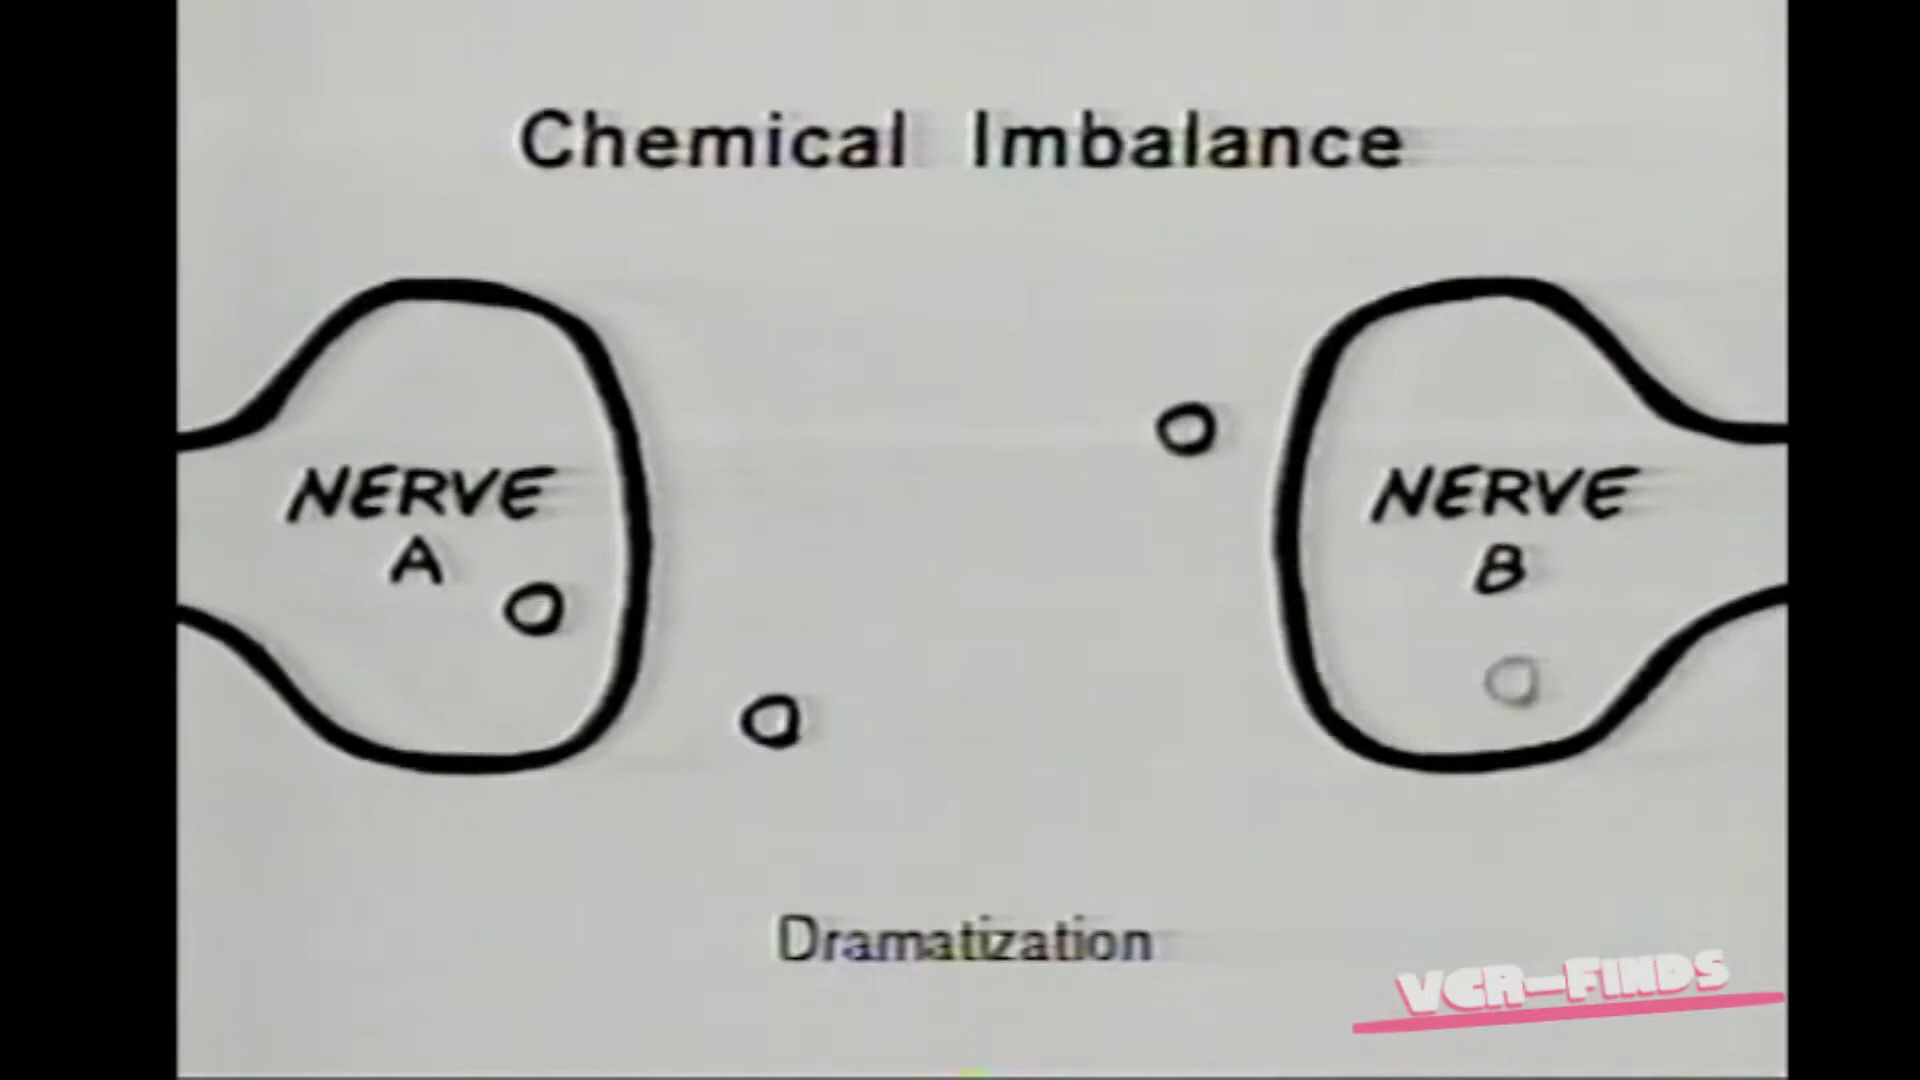 Chemical Imbalance
NERVE
A
NERVE
B
Dramatization
VCR-FINDS